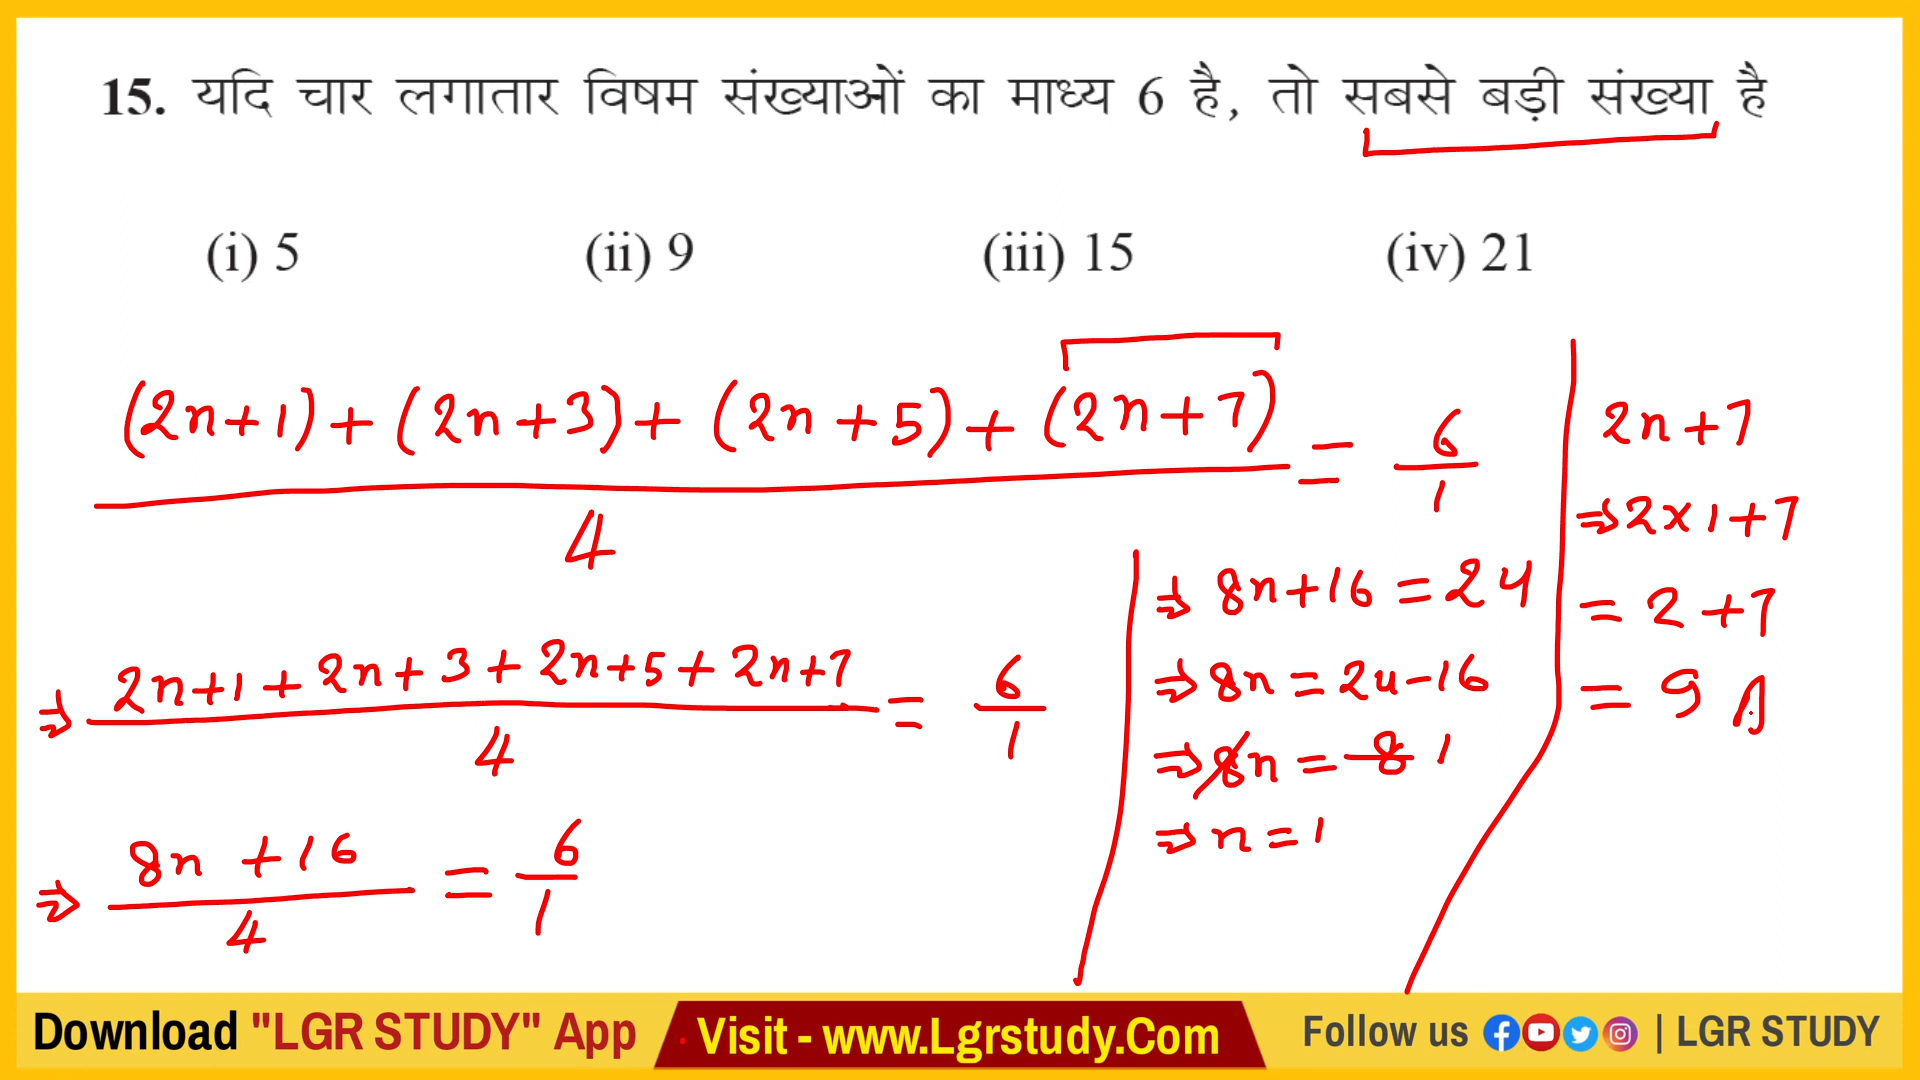 15. यदि चार लगातार विषम संख्याओं का माध्य 6 है, तो सबसे बड़ी संख्या है
(i) 5 (ii) 9 (iii) 15 (iv) 21
(2n+1)+(2n+3)+(2n+5)+(2n+7)/4 = 6/1
⇒ 2n+1+2n+3+2n+5+2n+7/4 = 6/1
⇒ 8n+16/4 = 6/1
⇒ 8n+16=24
⇒ 8n=24-16
⇒ 8n=8 1
⇒ n=1
2n+7
⇒ 2×1+7
= 2+7
= 9
Download "LGR STUDY" App Visit - www.Lgrstudy.Com Follow us | LGR STUDY